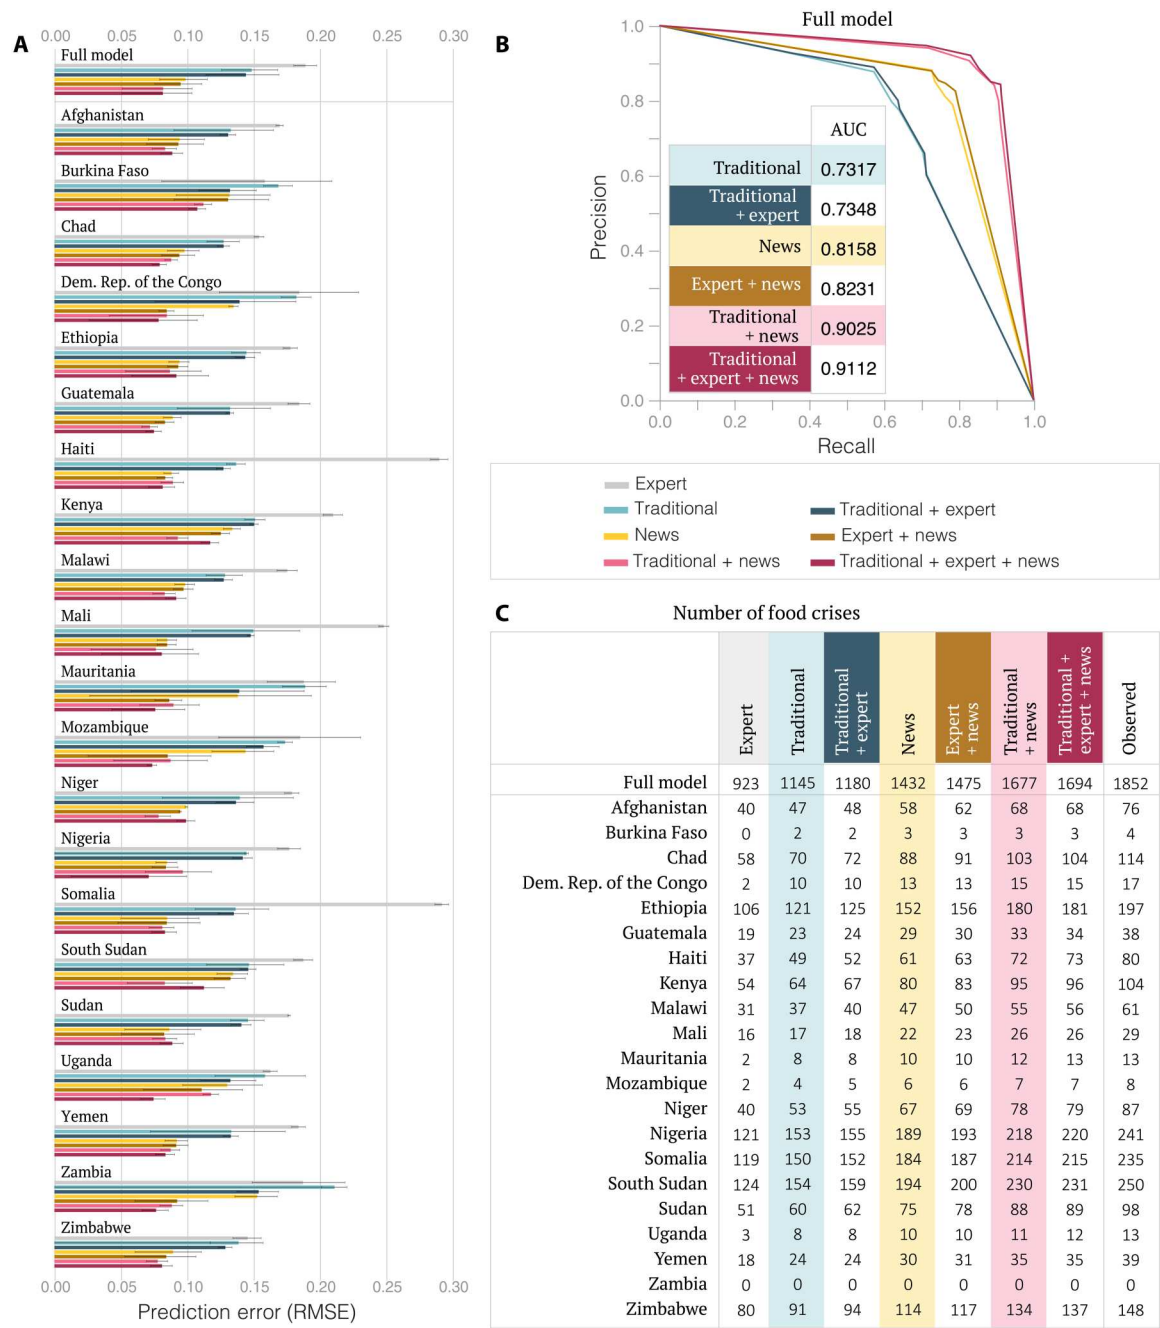 A
0.00 0.10 0.15 0.20 0.30
Full model
Afghanistan
Burkina Faso
Chad
Dem. Rep. of the Congo
Ethiopia
Guatemala
Haiti
Kenya
Malawi
Mali
Mauritania
Mozambique
Niger
Nigeria
Somalia
South Sudan
Sudan
Uganda
Yemen
Zambia
Zimbabwe
0.00 0.10 0.15 0.20 0.30
Prediction error (RMSE)
B
Full model
1.0
0.8
0.6
0.4
0.2
0.0
Precision
0.0 0.2 0.4 0.6 0.8 1.0
Recall
AUC
Traditional 0.7317
Traditional
+ expert 0.7348
News 0.8158
Expert + news 0.8231
Traditional
+ news 0.9025
Traditional
+ expert + news 0.9112
Expert
Traditional Traditional + expert
News Expert + news
Traditional + news Traditional + expert + news
C
Number of food crises
Expert
Traditional
Traditional
+ expert
News
Expert
+ news
Traditional
+ news
Traditional +
expert + news
Observed
Full model 923 1145 1180 1432 1475 1677 1694 1852
Afghanistan 40 47 48 58 62 68 68 76
Burkina Faso 0 2 2 3 3 3 3 4
Chad 58 70 72 88 91 103 104 114
Dem. Rep. of the Congo 2 10 10 13 13 15 15 17
Ethiopia 106 121 125 152 156 180 181 197
Guatemala 19 23 24 29 30 33 34 38
Haiti 37 49 52 61 63 72 73 80
Kenya 54 64 67 80 83 95 96 104
Malawi 31 37 40 47 50 55 56 61
Mali 16 17 18 22 23 26 26 29
Mauritania 2 8 8 10 10 12 13 13
Mozambique 2 4 5 6 6 7 7 8
Niger 40 53 55 67 69 78 79 87
Nigeria 121 153 155 189 193 218 220 241
Somalia 119 150 152 184 187 214 215 235
South Sudan 124 154 159 194 200 230 231 250
Sudan 51 60 62 75 78 88 89 98
Uganda 3 8 8 10 10 11 12 13
Yemen 18 24 24 30 31 35 35 39
Zambia 0 0 0 0 0 0 0 0
Zimbabwe 80 91 94 114 117 134 137 148